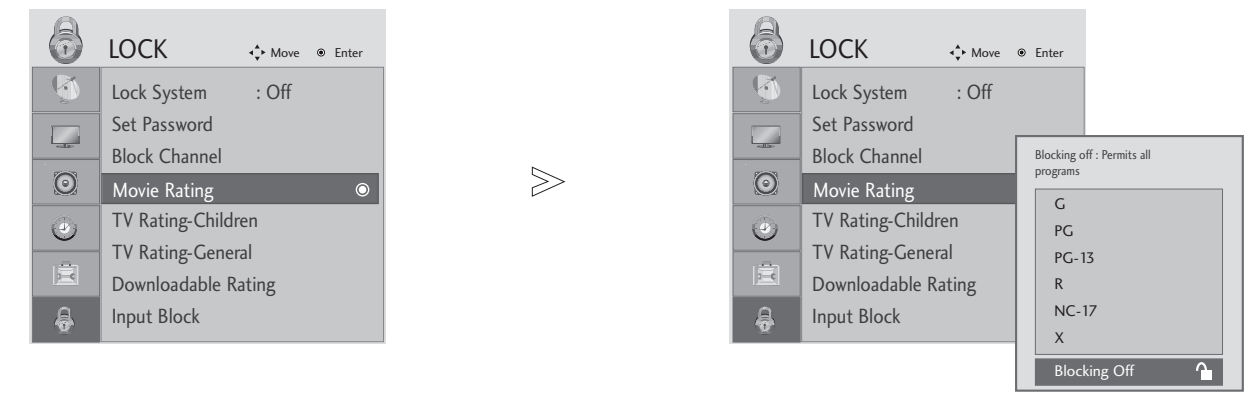 LOCK
Move Enter
Lock System : Off
Set Password
Block Channel
Movie Rating
TV Rating-Children
TV Rating-General
Downloadable Rating
Input Block
LOCK
Move Enter
Lock System : Off
Set Password
Block Channel
Movie Rating
TV Rating-Children
TV Rating-General
Downloadable Rating
Input Block
Blocking off : Permits all
programs
G
PG
PG-13
R
NC-17
X
Blocking Off